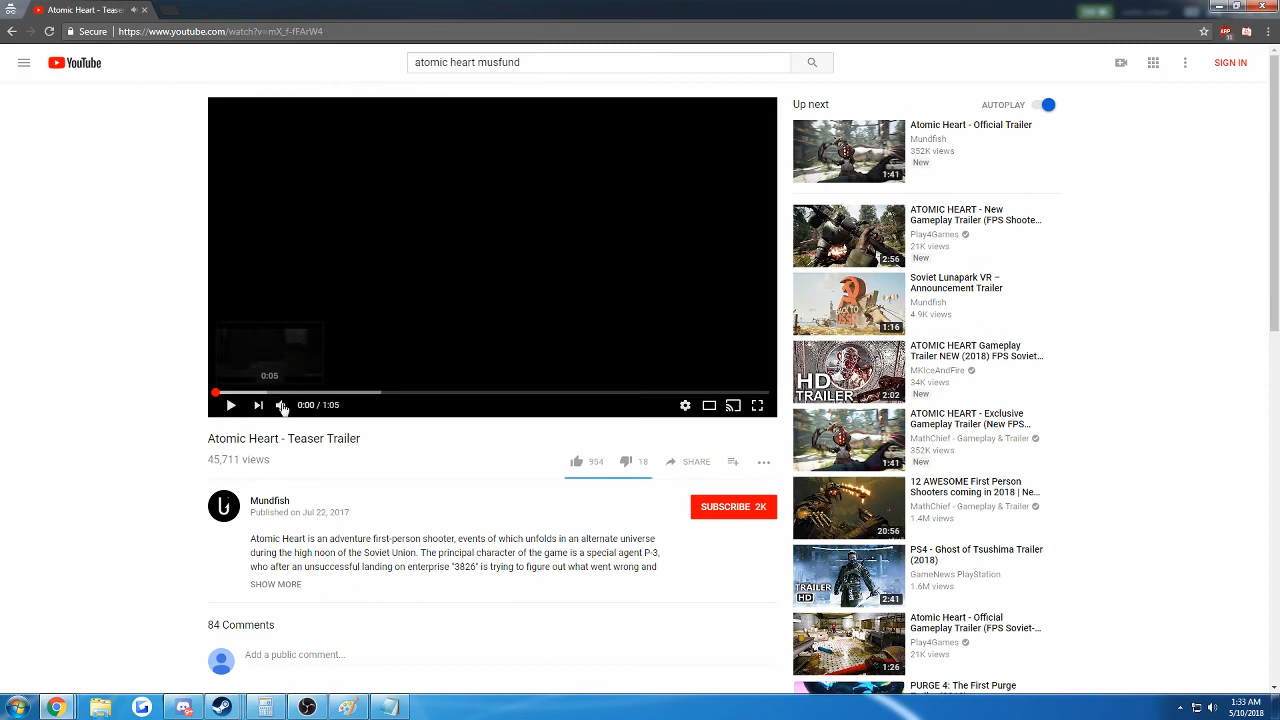 Atomic Heart - Teaser
Secure
https://www.youtube.com/watch?v=mX_f-fFArW4
YouTube
atomic heart musfund
SIGN IN
0:05
0:00 / 1:05
Atomic Heart - Teaser Trailer
45,711 views
954
18
SHARE
Mundfish
Published on Jul 22, 2017
SUBSCRIBE 2K
Atomic Heart is an adventure first-person shooter, events of which unfolds in an alternate universe
during the high noon of the Soviet Union. The principal character of the game is a special agent P-3,
who after an unsuccessful landing on enterprise "3826" is trying to figure out what went wrong and
SHOW MORE
84 Comments
Add a public comment...
Up next
AUTOPLAY
Atomic Heart - Official Trailer
Mundfish
352K views
New
1:41
ATOMIC HEART - New
Gameplay Trailer (FPS Shoote...
Play4Games
21K views
New
2:56
Soviet Lunapark VR –
Announcement Trailer
Mundfish
4.9K views
1:16
ATOMIC HEART Gameplay
Trailer NEW (2018) FPS Soviet...
MKIceAndFire
34K views
New
HD
TRAILER
2:02
ATOMIC HEART - Exclusive
Gameplay Trailer (New FPS...
MathChief - Gameplay & Trailer
352K views
New
1:41
12 AWESOME First Person
Shooters coming in 2018 | Ne...
MathChief - Gameplay & Trailer
1.4M views
20:56
PS4 - Ghost of Tsushima Trailer
(2018)
GameNews PlayStation
1.6M views
TRAILER
HD
2:41
Atomic Heart - Official
Gameplay Trailer (FPS Soviet-...
Play4Games
21K views
1:26
PURGE 4: The First Purge
1:33 AM
5/10/2018